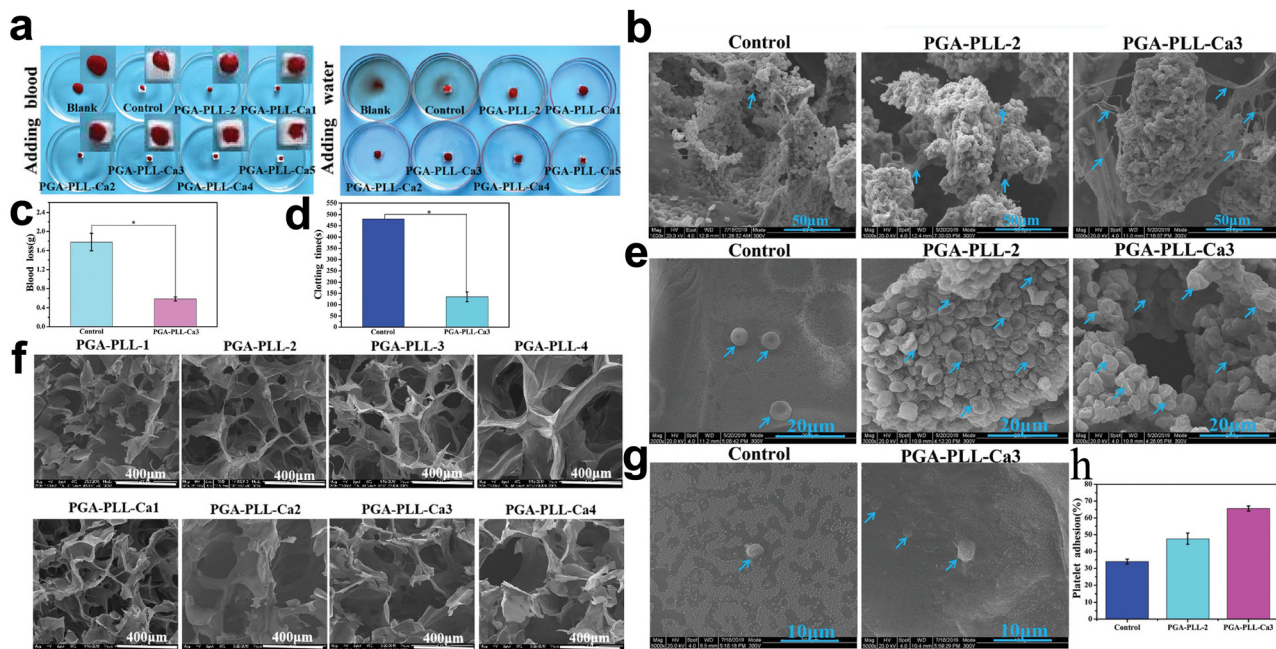 a
Adding blood
Blank
Control
PGA-PLL-2
PGA-PLL-Ca1
PGA-PLL-Ca2
PGA-PLL-Ca3
PGA-PLL-Ca4
PGA-PLL-Ca5
Adding water
Blank
Control
PGA-PLL-2
PGA-PLL-Ca1
PGA-PLL-Ca2
PGA-PLL-Ca3
PGA-PLL-Ca4
PGA-PLL-Ca5
b
Control
PGA-PLL-2
PGA-PLL-Ca3
50μm
50μm
50μm
c
Blood loss(g)
2.4
2.0
1.6
1.2
0.8
0.4
0.0
*
Control
PGA-PLL-Ca3
d
Clotting time(s)
550
500
450
400
350
300
250
200
150
100
50
0
*
Control
PGA-PLL-Ca3
e
Control
PGA-PLL-2
PGA-PLL-Ca3
20μm
20μm
20μm
f
PGA-PLL-1
PGA-PLL-2
PGA-PLL-3
PGA-PLL-4
400μm
400μm
400μm
400μm
PGA-PLL-Ca1
PGA-PLL-Ca2
PGA-PLL-Ca3
PGA-PLL-Ca4
400μm
400μm
400μm
400μm
g
Control
PGA-PLL-Ca3
10μm
10μm
h
Platelet adhesion(%)
80
70
60
50
40
30
20
10
0
Control
PGA-PLL-2
PGA-PLL-Ca3